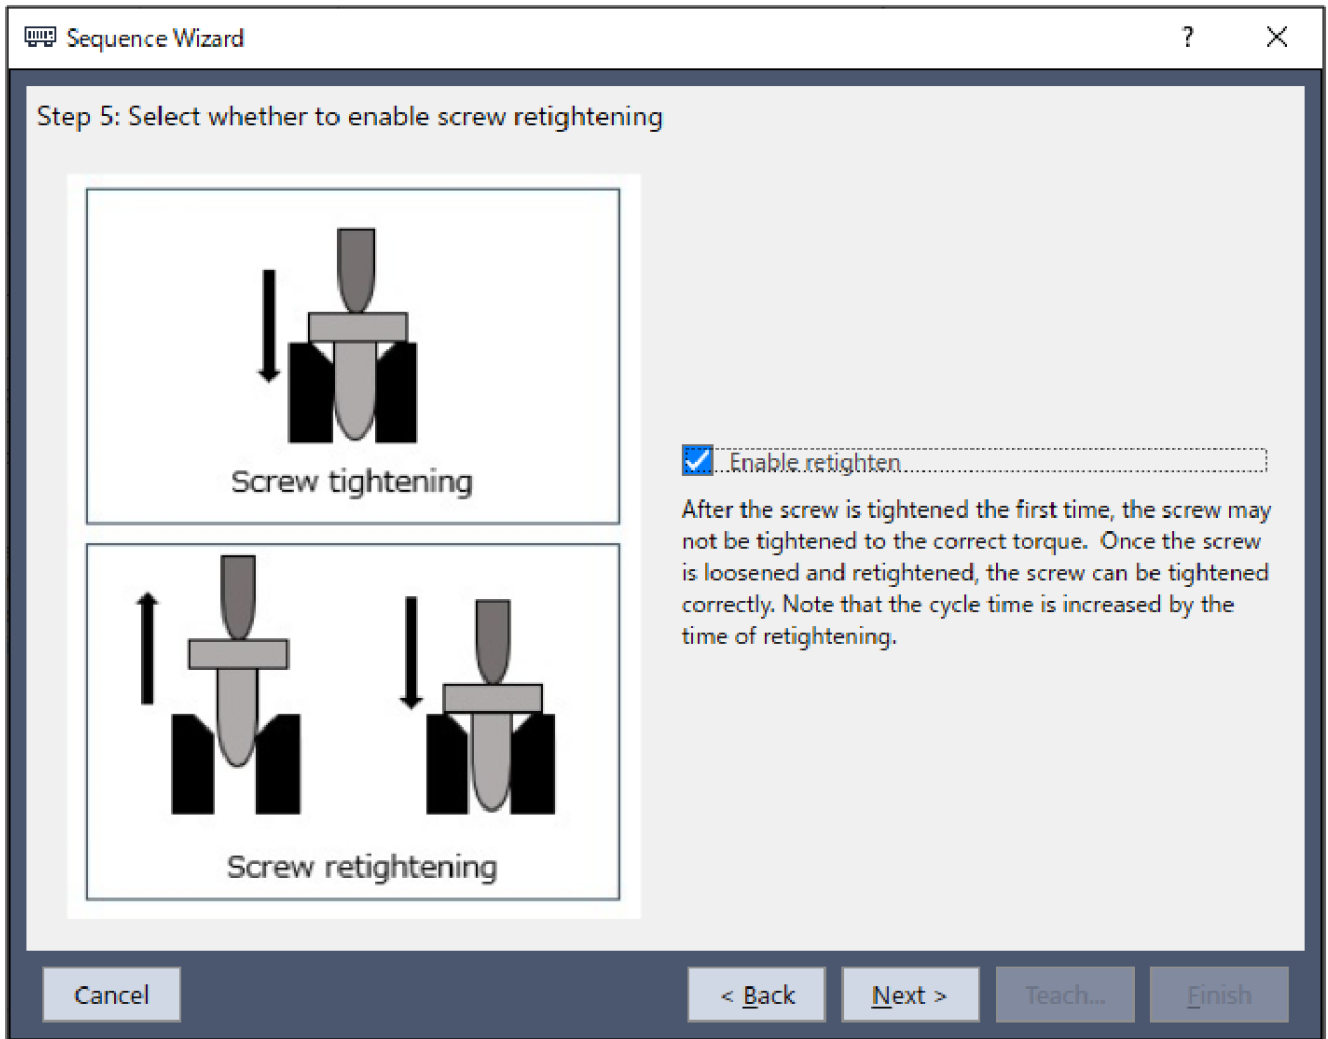 Sequence Wizard
?
Step 5: Select whether to enable screw retightening
Screw tightening
Screw retightening
Enable retighten
After the screw is tightened the first time, the screw may
not be tightened to the correct torque.  Once the screw
is loosened and retightened, the screw can be tightened
correctly. Note that the cycle time is increased by the
time of retightening.
Cancel
< Back
Next >
Teach...
Finish